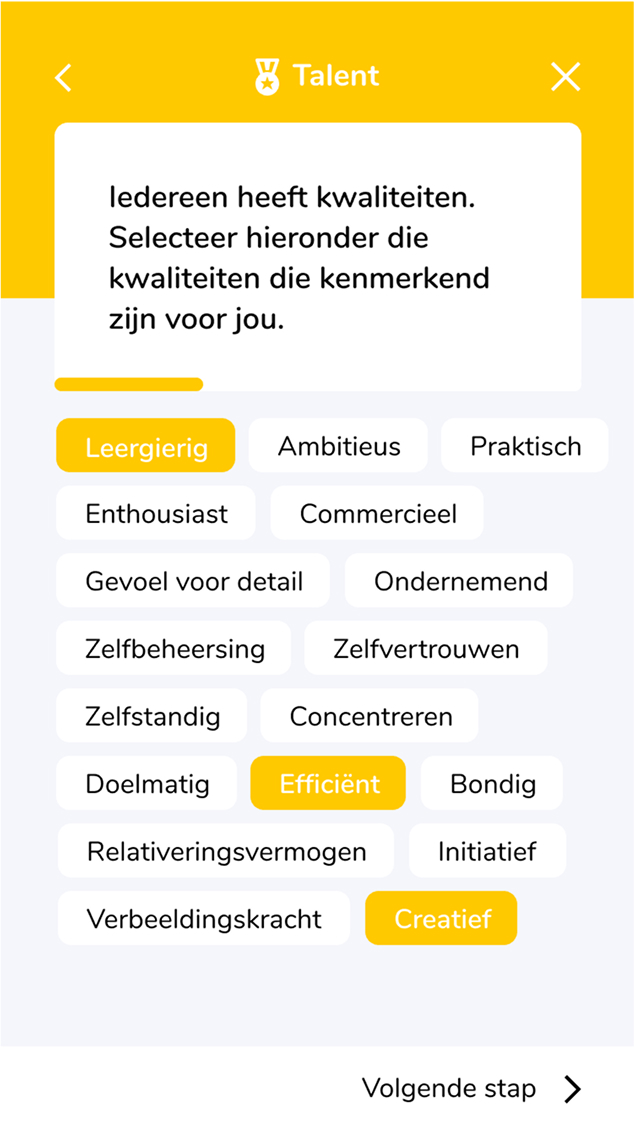 Talent
Iedereen heeft kwaliteiten.
Selecteer hieronder die
kwaliteiten die kenmerkend
zijn voor jou.
Leergierig Ambitieus Praktisch
Enthousiast Commercieel
Gevoel voor detail Ondernemend
Zelfbeheersing Zelfvertrouwen
Zelfstandig Concentreren
Doelmatig Efficiënt Bondig
Relativeringsvermogen Initiatief
Verbeeldingskracht Creatief
Volgende stap